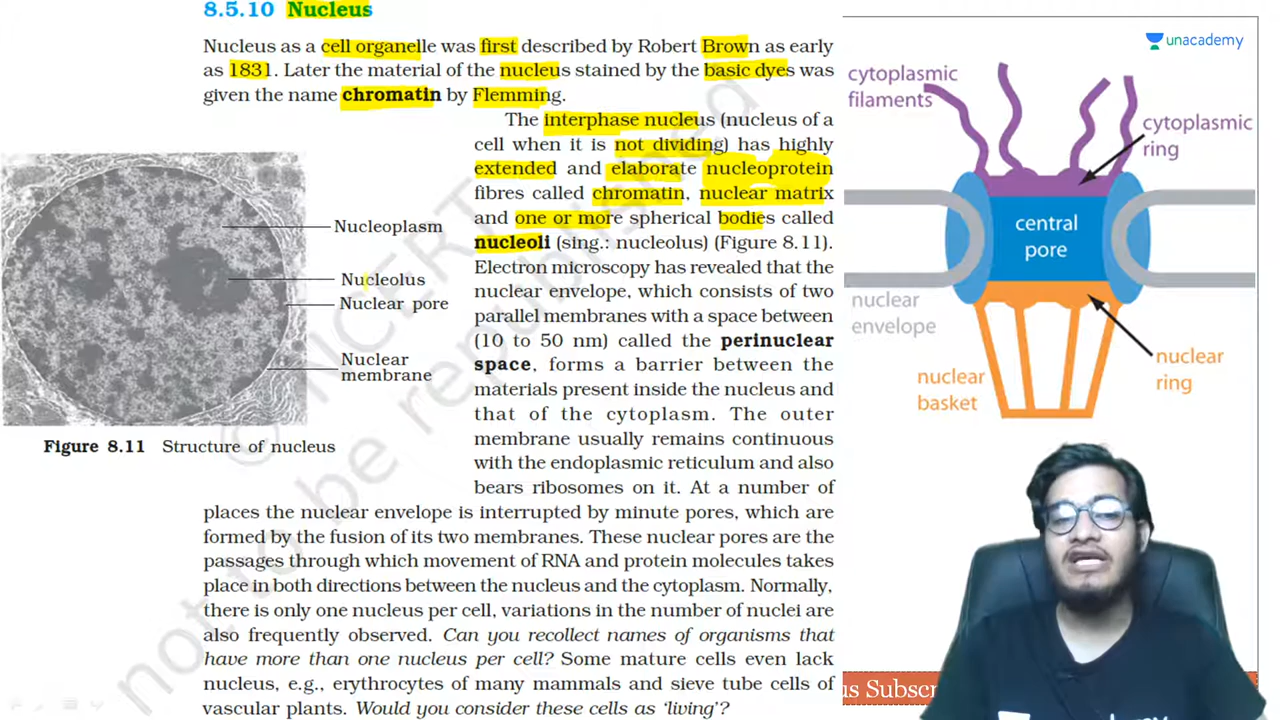 8.5.10 Nucleus
Nucleus as a cell organelle was first described by Robert Brown as early
as 1831. Later the material of the nucleus stained by the basic dyes was
given the name chromatin by Flemming.
The interphase nucleus (nucleus of a
cell when it is not dividing) has highly
extended and elaborate nucleoprotein
fibres called chromatin, nuclear matrix
and one or more spherical bodies called
nucleoli (sing.: nucleolus) (Figure 8.11).
Electron microscopy has revealed that the
nuclear envelope, which consists of two
parallel membranes with a space between
(10 to 50 nm) called the perinuclear
space, forms a barrier between the
materials present inside the nucleus and
that of the cytoplasm. The outer
membrane usually remains continuous
with the endoplasmic reticulum and also
bears ribosomes on it. At a number of
places the nuclear envelope is interrupted by minute pores, which are
formed by the fusion of its two membranes. These nuclear pores are the
passages through which movement of RNA and protein molecules takes
place in both directions between the nucleus and the cytoplasm. Normally,
there is only one nucleus per cell, variations in the number of nuclei are
also frequently observed. Can you recollect names of organisms that
have more than one nucleus per cell? Some mature cells even lack
nucleus, e.g., erythrocytes of many mammals and sieve tube cells of
vascular plants. Would you consider these cells as 'living'?
Nucleoplasm
Nucleolus
Nuclear pore
Nuclear
membrane
Figure 8.11 Structure of nucleus
© NCERT
not to be republished
unacademy
cytoplasmic
filaments
cytoplasmic
ring
central
pore
nuclear
envelope
nuclear
ring
nuclear
basket
us Subscr